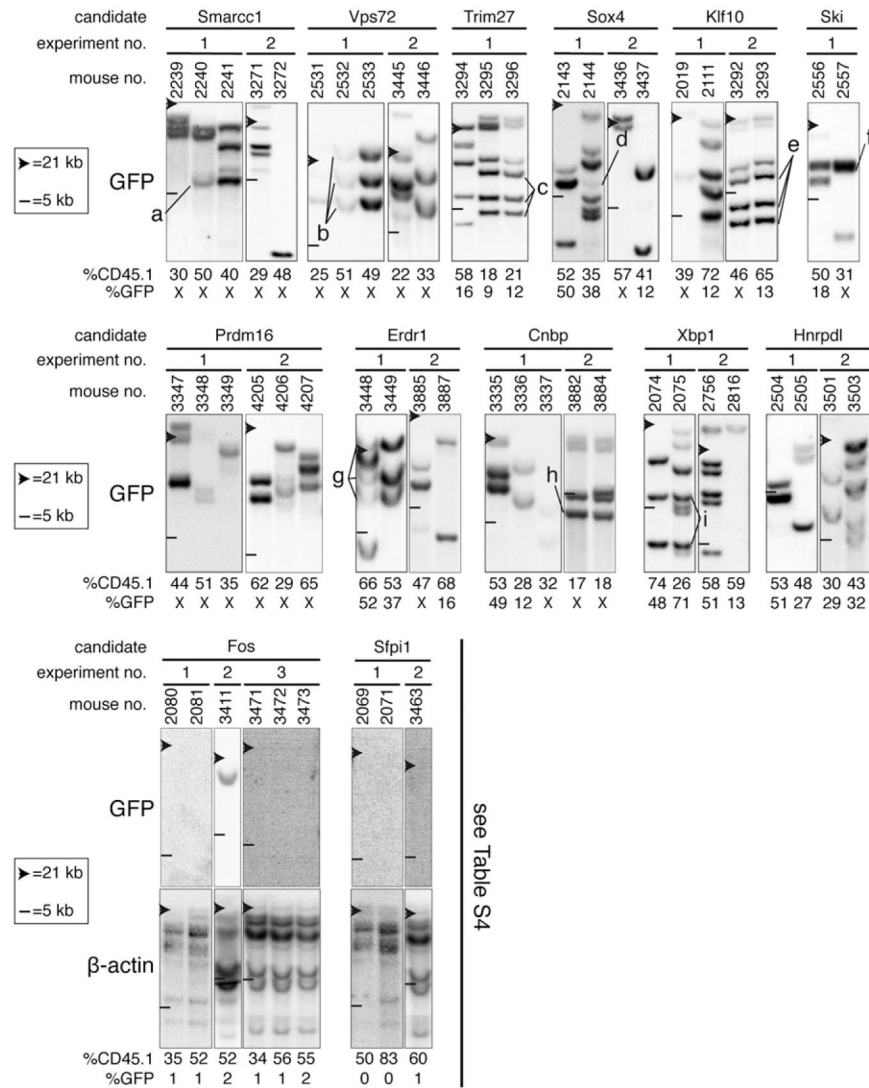 candidate Smarcc1 Vps72 Trim27 Sox4 Klf10 Ski
experiment no. 1 2 1 2 1 1 2 1 2 1
mouse no. 2239 2240 2241 3271 3272 2531 2532 2533 3445 3446 3294 3295 3296 2143 2144 3436 3437 2019 2111 3292 3293 2556 2557
=21 kb
=5 kb
GFP
a b c d e f
%CD45.1 30 50 40 29 48 25 51 49 22 33 58 18 21 52 35 57 41 39 72 46 65 50 31
%GFP X X X X X X X X X X 16 9 12 50 38 X 12 X 12 X 13 18 X
candidate Prdm16 Erdr1 Cnbp Xbp1 Hnrpdl
experiment no. 1 2 1 2 1 2 1 2 1 2
mouse no. 3347 3348 3349 4205 4206 4207 3448 3449 3885 3887 3335 3336 3337 3882 3884 2074 2075 2756 2816 2504 2505 3501 3503
=21 kb
=5 kb
GFP
g h i
%CD45.1 44 51 35 62 29 65 66 53 47 68 53 28 32 17 18 74 26 58 59 53 48 30 43
%GFP X X X X X X 52 37 X 16 49 12 X X X 48 71 51 13 51 27 29 32
candidate Fos Sfpi1
experiment no. 1 2 3 1 2
mouse no. 2080 2081 3411 3471 3472 3473 2069 2071 3463
GFP
=21 kb
=5 kb
β-actin
%CD45.1 35 52 52 34 56 55 50 83 60
%GFP 1 1 2 1 1 2 0 0 1
see Table S4